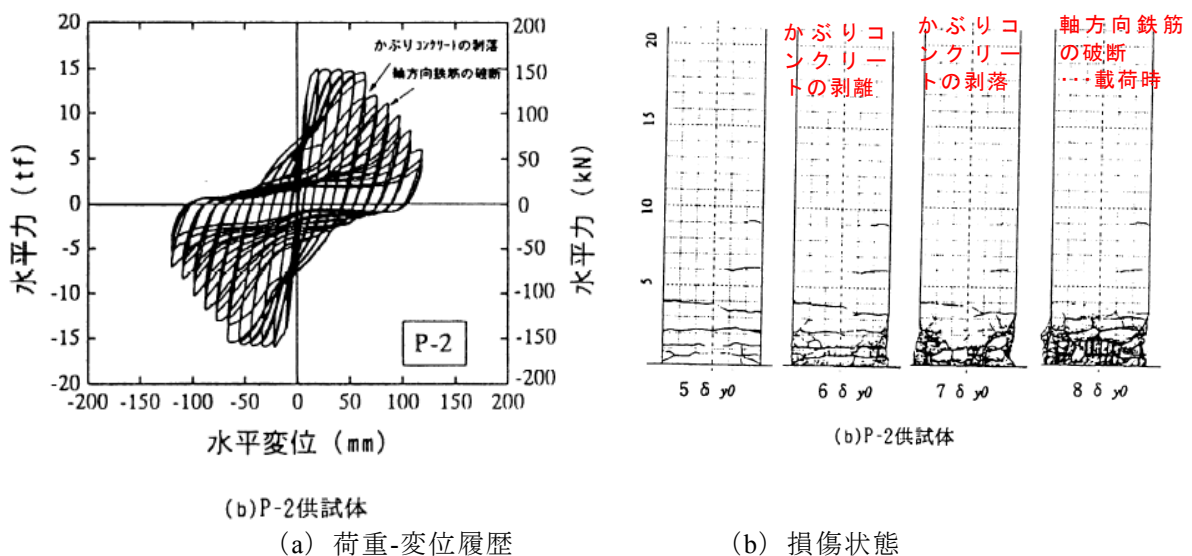 20
15
10
5
0
-5
-10
-15
-20
水平力 (tf)
200
150
100
50
0
-50
-100
-150
-200
水平力 (kN)
かぶりコンクリートの剥落
軸方向鉄筋の破断
P-2
-200 -150 -100 -50 0 50 100 150 200
水平変位 (mm)
(b)P-2供試体
(a) 荷重-変位履歴
20
15
10
5
かぶりコ
ンクリー
トの剥離
かぶりコ
ンクリー
トの剥落
軸方向鉄筋
の破断
…載荷時
5 δ y0
6 δ y0
7 δ y0
8 δ y0
(b)P-2供試体
(b) 損傷状態